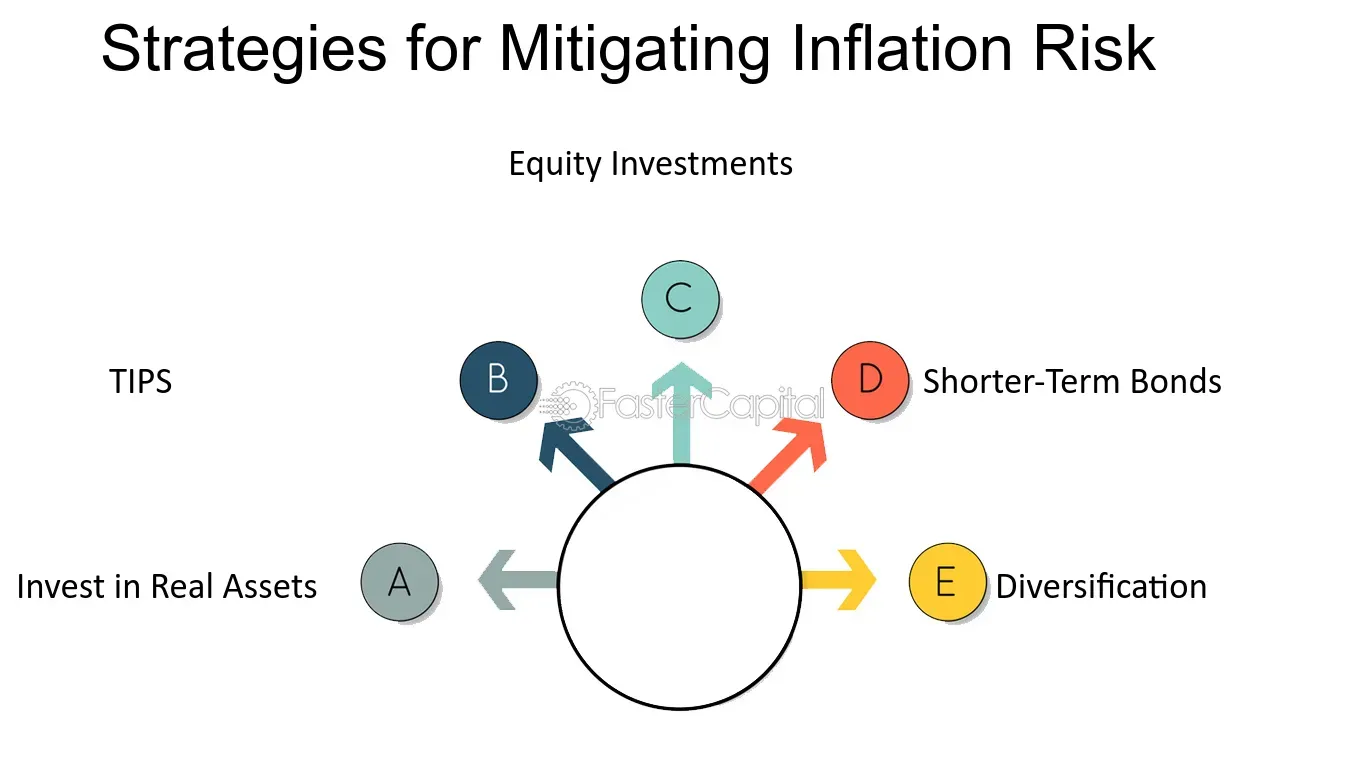 Strategies for Mitigating Inflation Risk
Equity Investments
C
TIPS
B
FasterCapital
D
Shorter-Term Bonds
Invest in Real Assets
A
E
Diversification